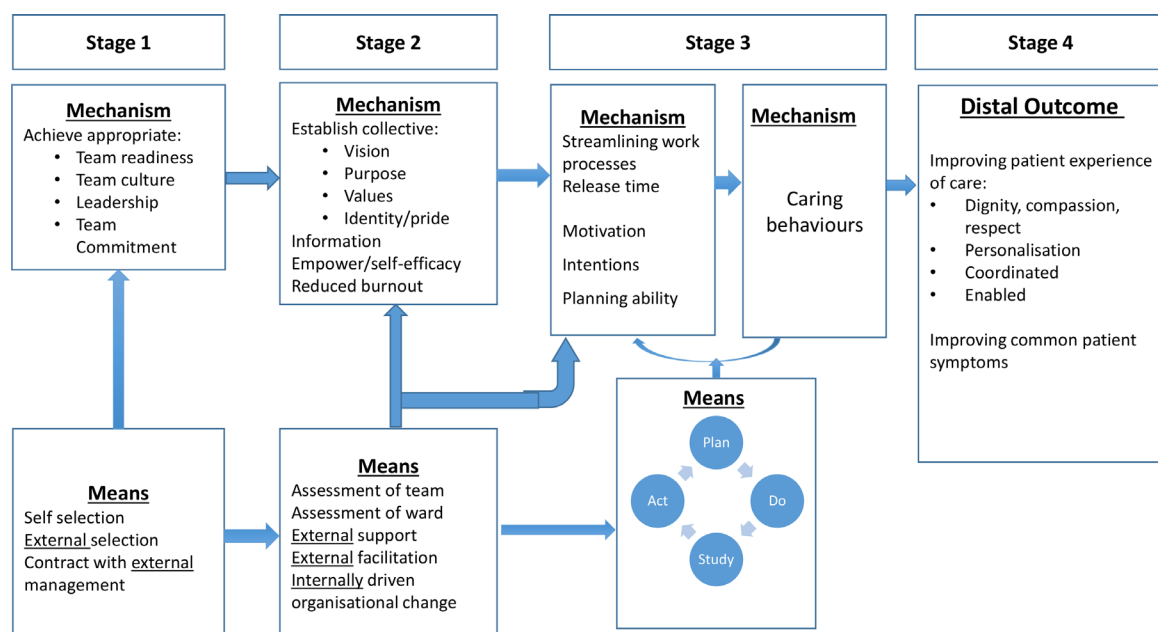 Stage 1
Stage 2
Stage 3
Stage 4
Mechanism
Achieve appropriate:
• Team readiness
• Team culture
• Leadership
• Team
Commitment
Mechanism
Establish collective:
• Vision
• Purpose
• Values
• Identity/pride
Information
Empower/self-efficacy
Reduced burnout
Mechanism
Streamlining work
processes
Release time
Motivation
Intentions
Planning ability
Mechanism
Caring
behaviours
Distal Outcome
Improving patient experience
of care:
• Dignity, compassion,
respect
• Personalisation
• Coordinated
• Enabled
Improving common patient
symptoms
Means
Self selection
External selection
Contract with external
management
Means
Assessment of team
Assessment of ward
External support
External facilitation
Internally driven
organisational change
Means
Plan
Do
Study
Act